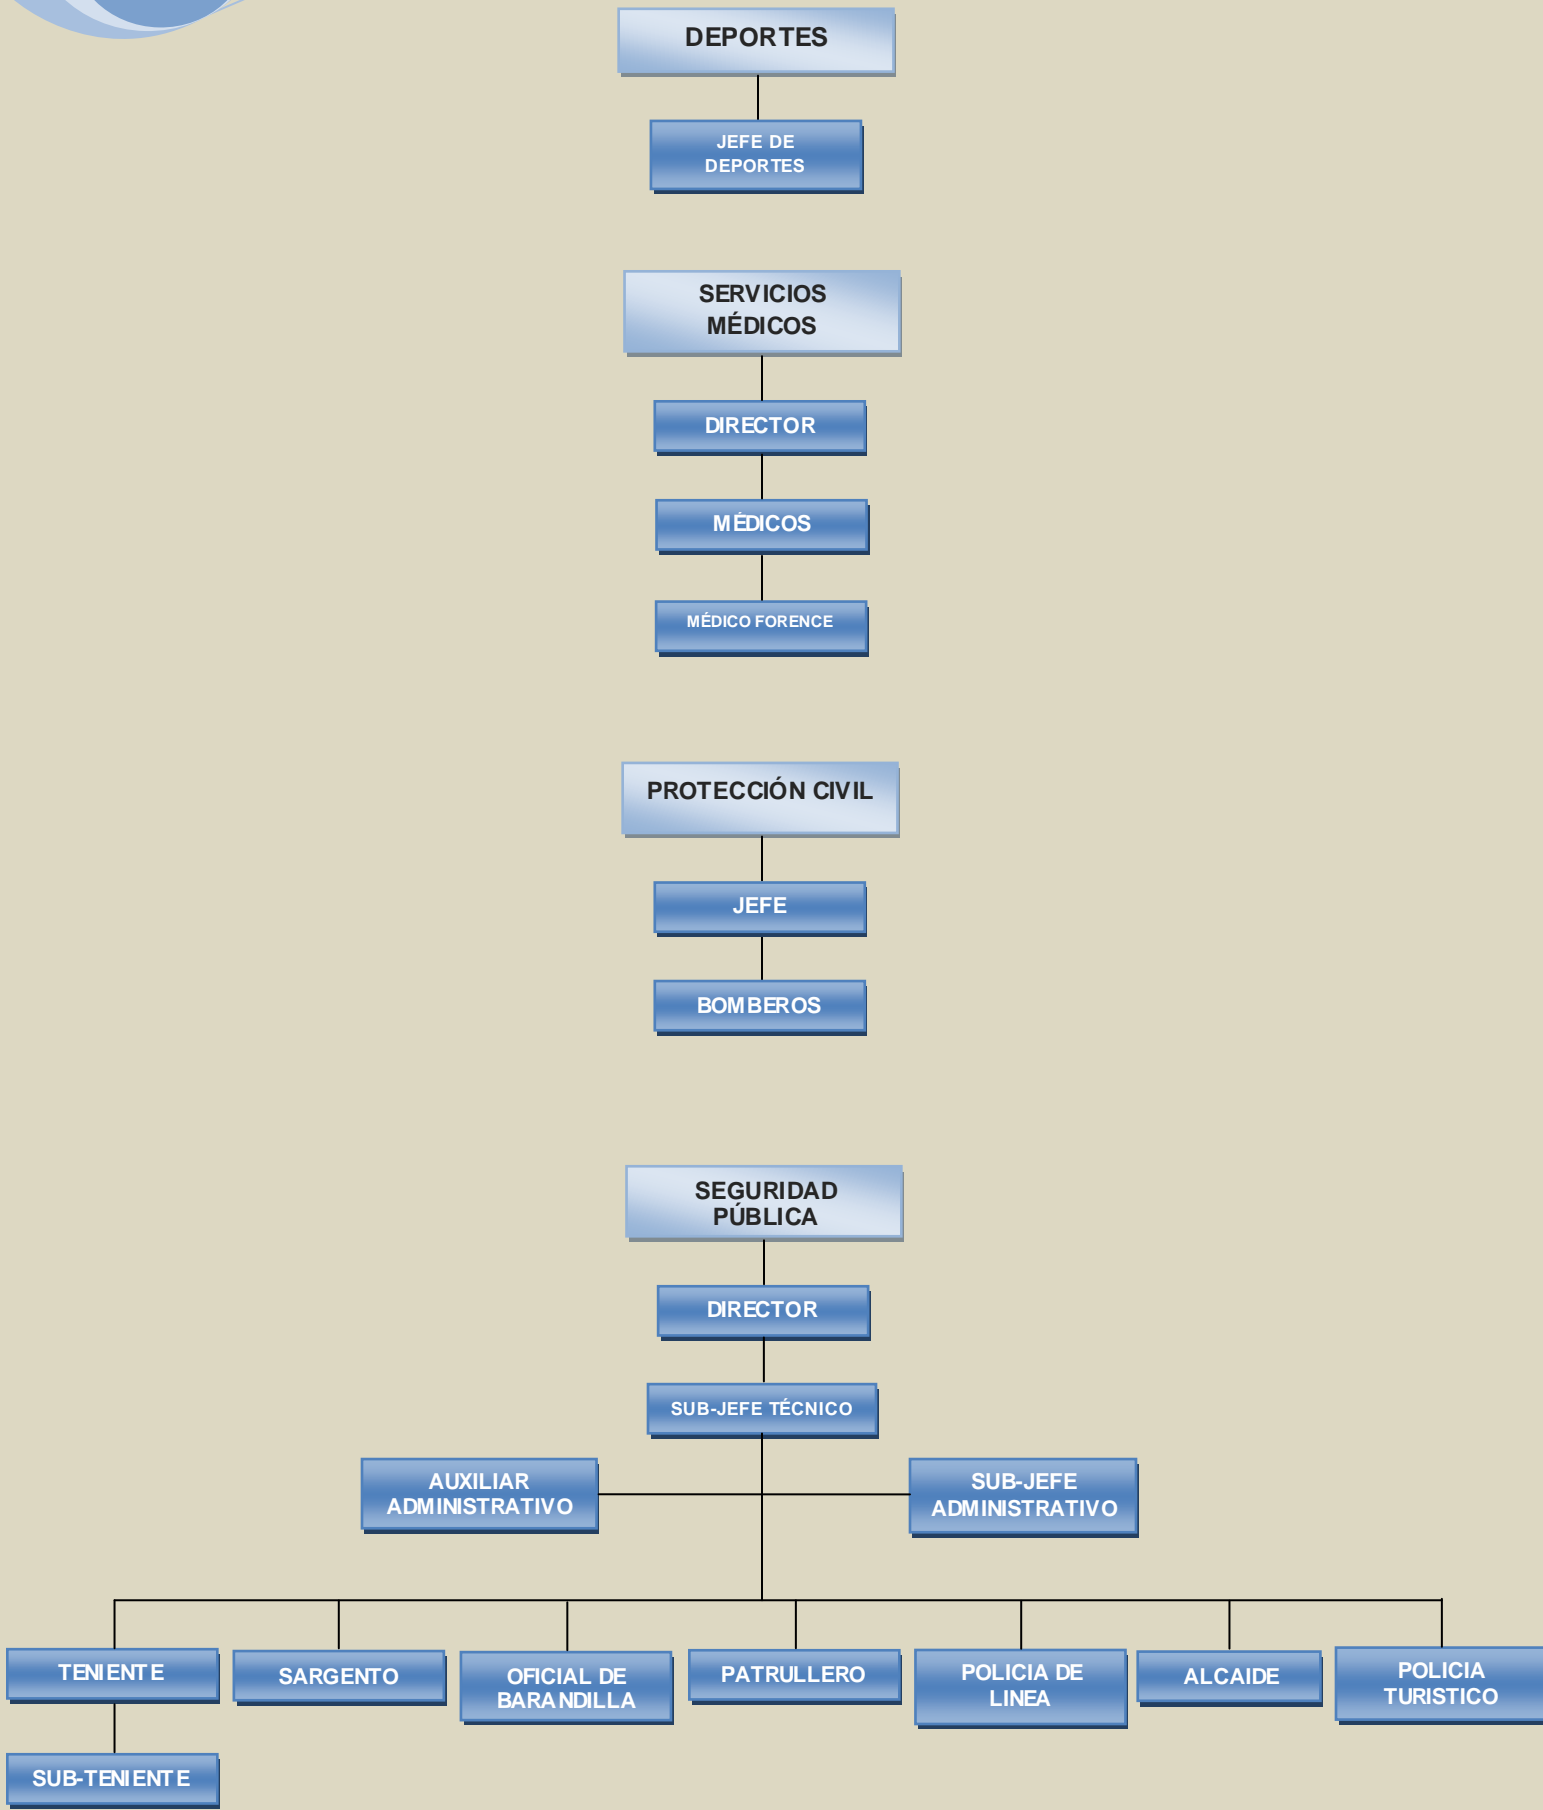 DEPORTES
JEFE DE
DEPORTES
SERVICIOS
MÉDICOS
DIRECTOR
MÉDICOS
MÉDICO FORENCE
PROTECCIÓN CIVIL
JEFE
BOMBEROS
SEGURIDAD
PÚBLICA
DIRECTOR
SUB-JEFE TÉCNICO
AUXILIAR
ADMINISTRATIVO
SUB-JEFE
ADMINISTRATIVO
TENIENTE
SARGENTO
OFICIAL DE
BARANDILLA
PATRULLERO
POLICIA DE
LINEA
ALCAIDE
POLICIA
TURISTICO
SUB-TENIENTE